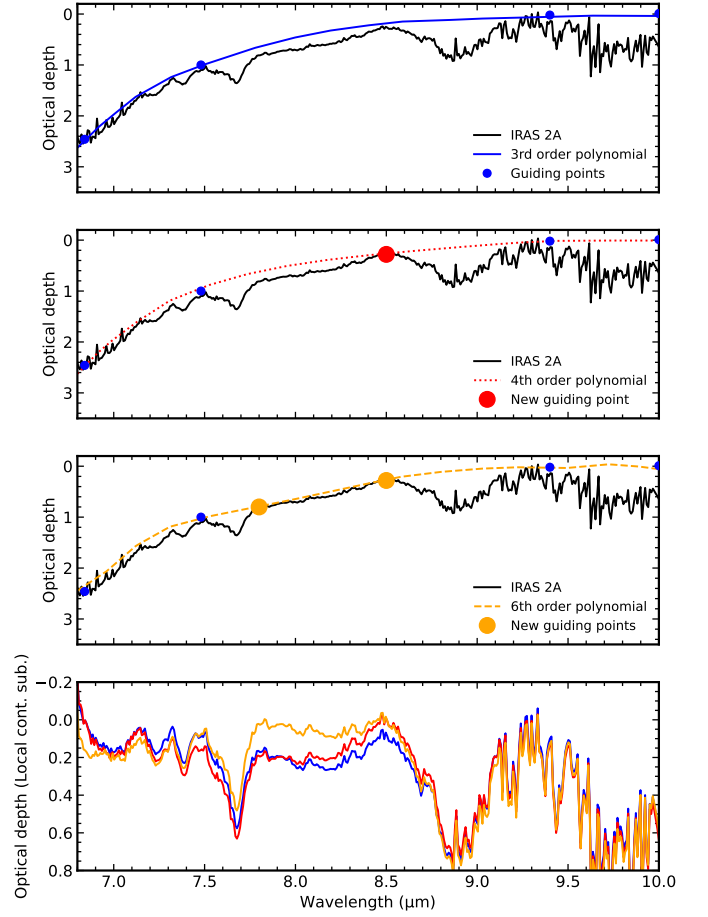 0
1
2
3
Optical depth
IRAS 2A
3rd order polynomial
Guiding points
0
1
2
3
Optical depth
IRAS 2A
4th order polynomial
New guiding point
0
1
2
3
Optical depth
IRAS 2A
6th order polynomial
New guiding points
−0.2
0.0
0.2
0.4
0.6
0.8
Optical depth (Local cont. sub.)
7.0 7.5 8.0 8.5 9.0 9.5 10.0
Wavelength (μm)